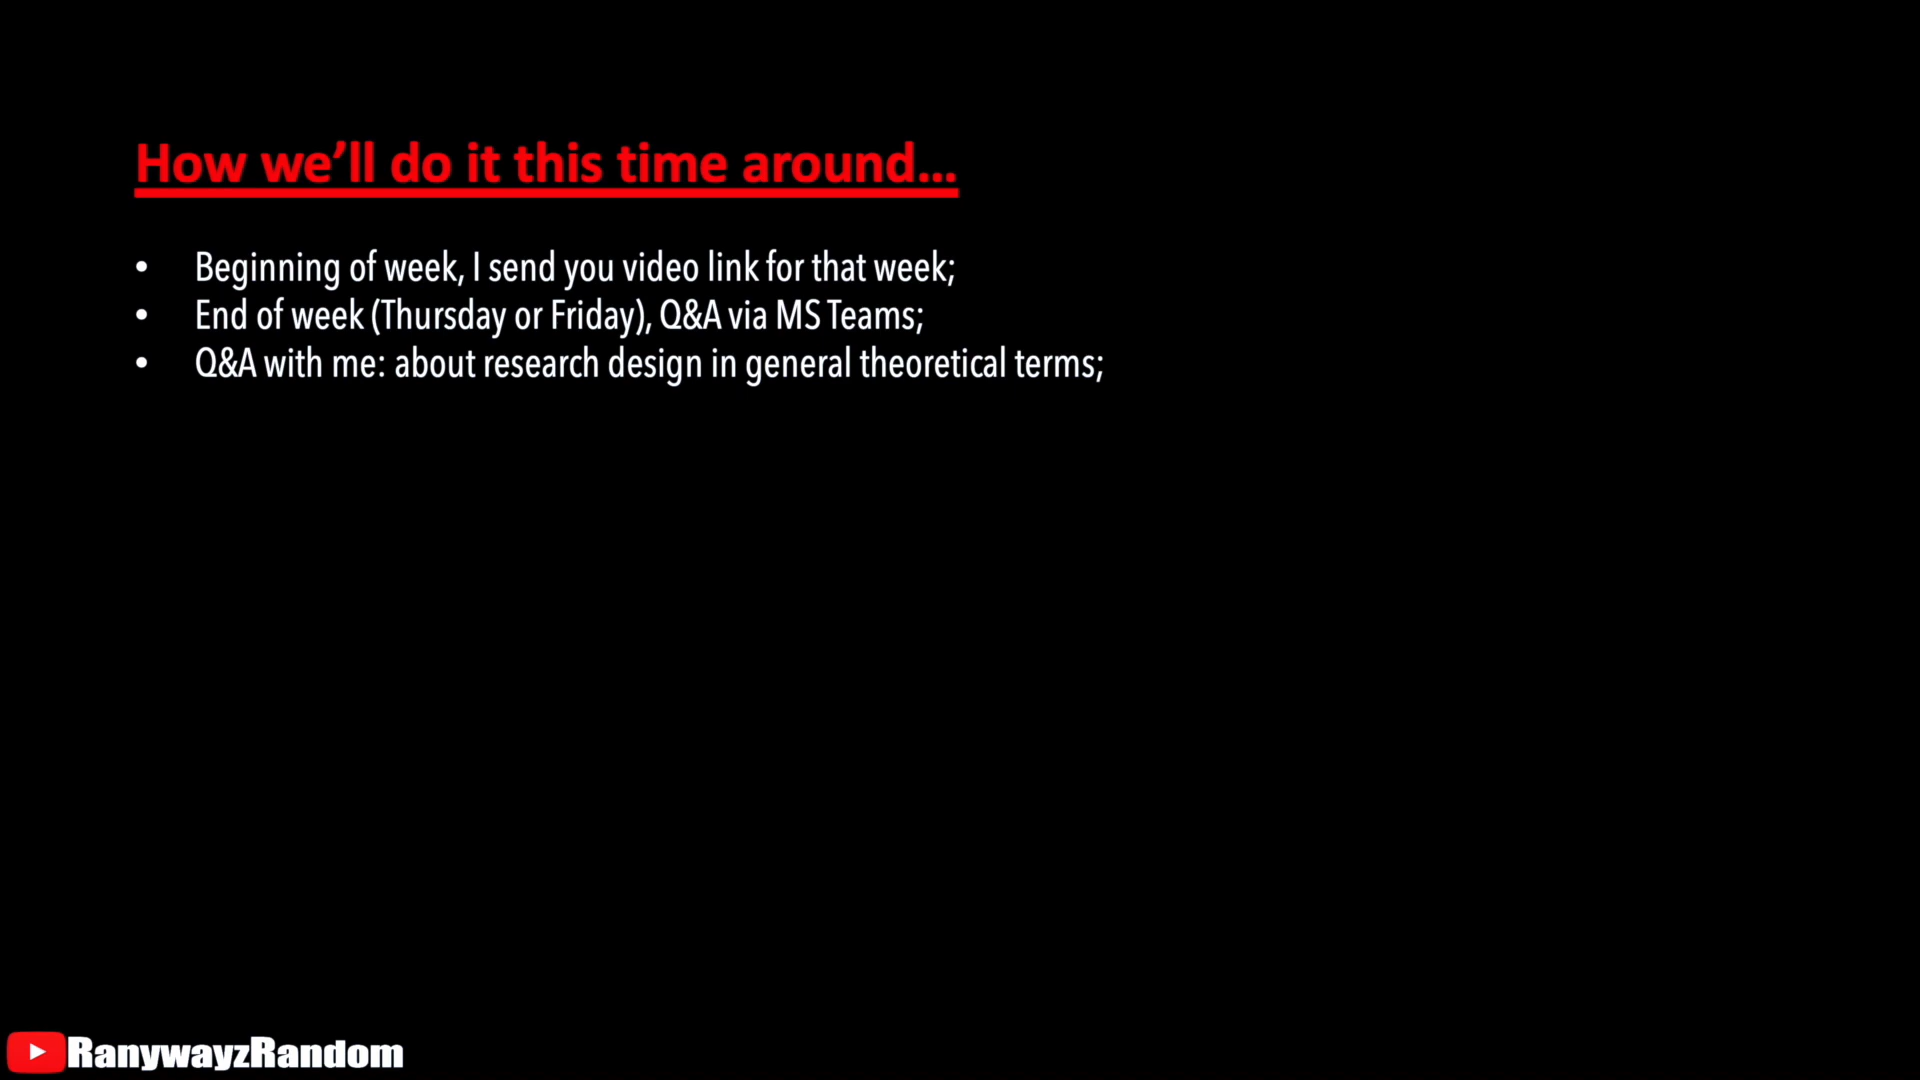 How we’ll do it this time around...
• Beginning of week, I send you video link for that week;
• End of week (Thursday or Friday), Q&A via MS Teams;
• Q&A with me: about research design in general theoretical terms;
RanywayzRandom